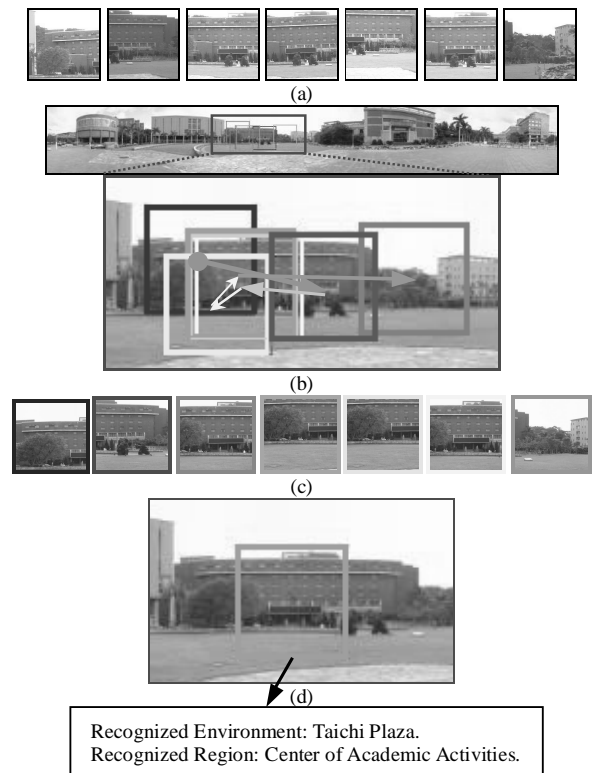 (a)
(b)
(c)
(d)
Recognized Environment: Taichi Plaza.
Recognized Region: Center of Academic Activities.